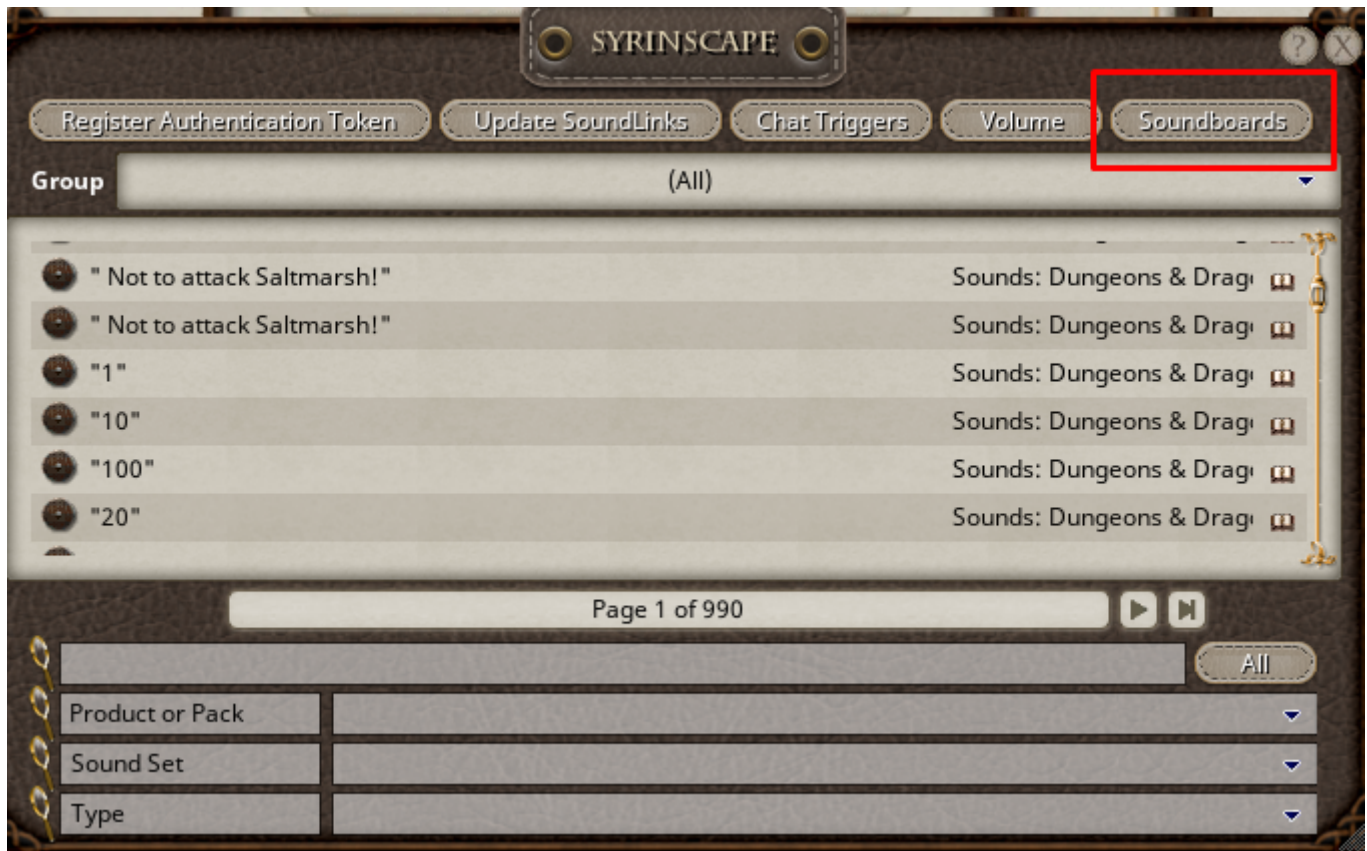 SYRINSCAPE
? X
Register Authentication Token Update SoundLinks Chat Triggers Volume Soundboards
Group (All)
" Not to attack Saltmarsh!" Sounds: Dungeons & Drag
" Not to attack Saltmarsh!" Sounds: Dungeons & Drag
"1" Sounds: Dungeons & Drag
"10" Sounds: Dungeons & Drag
"100" Sounds: Dungeons & Drag
"20" Sounds: Dungeons & Drag
Page 1 of 990
All
Product or Pack
Sound Set
Type